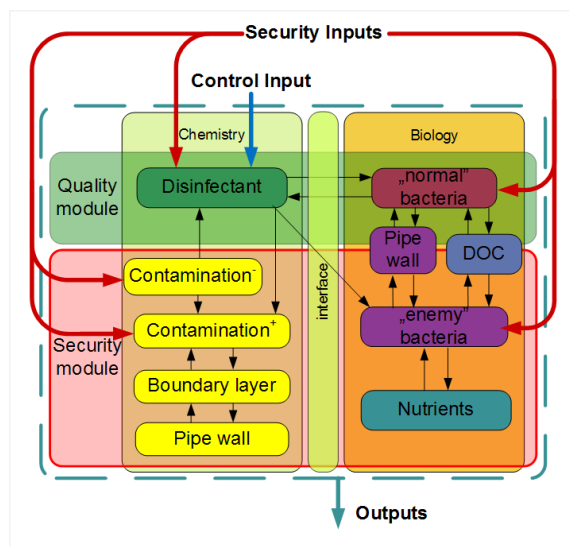 Security Inputs
Control Input
Chemistry
Biology
Quality
module
Disinfectant
„normal"
bacteria
Pipe
wall
DOC
Contamination⁻
interface
Security
module
Contamination⁺
„enemy"
bacteria
Boundary layer
Nutrients
Pipe wall
Outputs